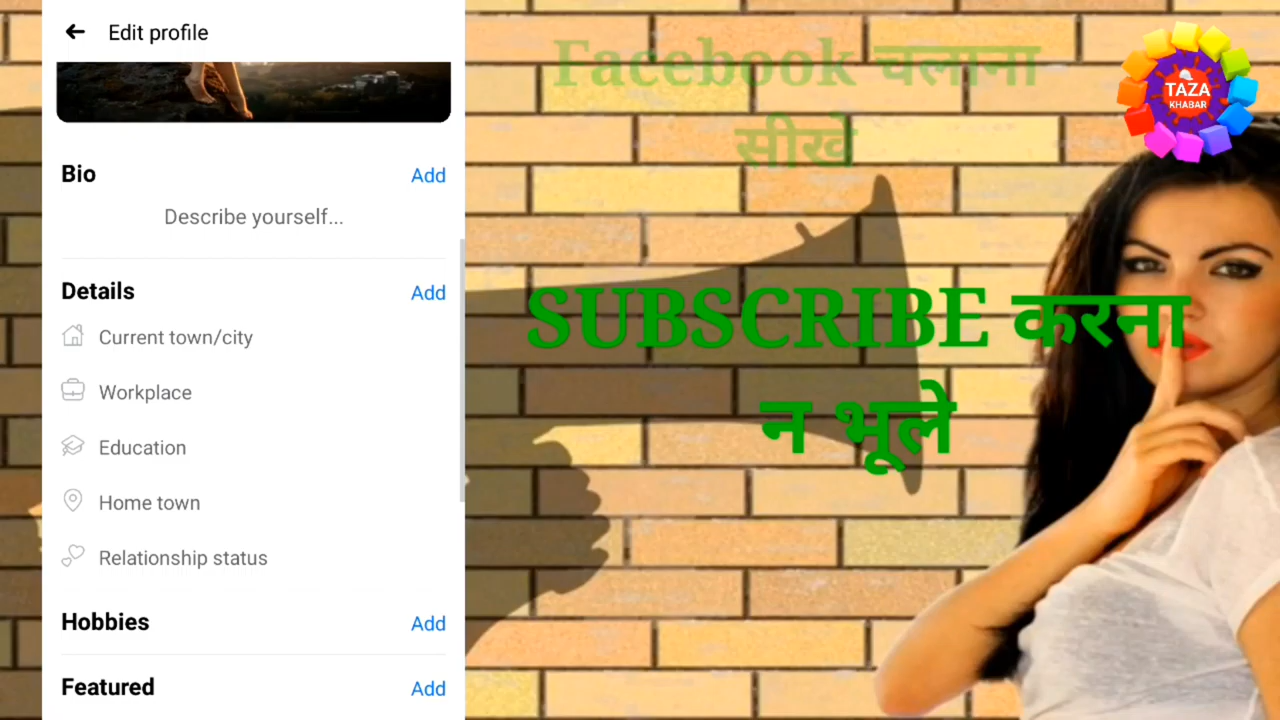 Edit profile
Bio
Add
Describe yourself...
Details
Add
Current town/city
Workplace
Education
Home town
Relationship status
Hobbies
Add
Featured
Add
Facebook चलाना
सीखे
SUBSCRIBE करना
न भूले
TAZA
KHABAR